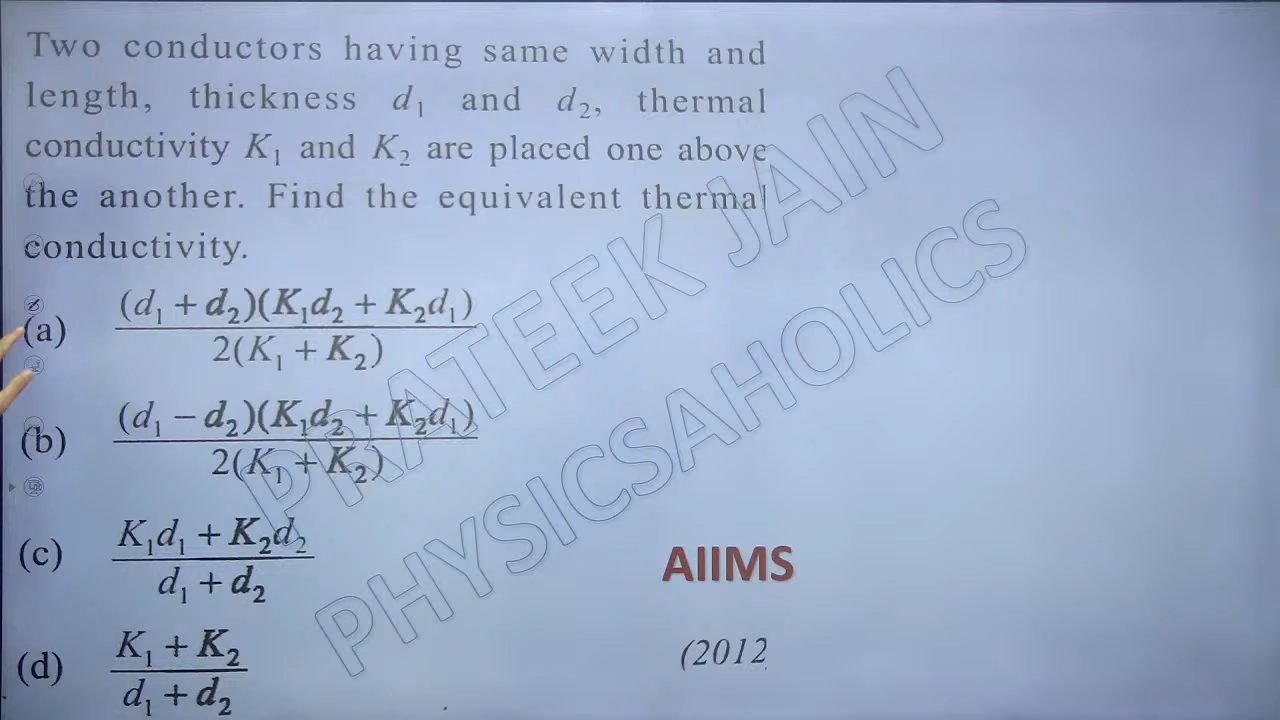 Two conductors having same width and
length, thickness d₁ and d₂, thermal
conductivity K₁ and K₂ are placed one above
the another. Find the equivalent thermal
conductivity.
(a) (d₁ + d₂)(K₁d₂ + K₂d₁)
2(K₁ + K₂)
(b) (d₁ − d₂)(K₁d₂ + K₂d₁)
2(K₁ + K₂)
(c) K₁d₁ + K₂d₂
d₁ + d₂
(d) K₁ + K₂
d₁ + d₂
AIIMS
(2012
PRATEEK JAIN
PHYSICSAHOLICS